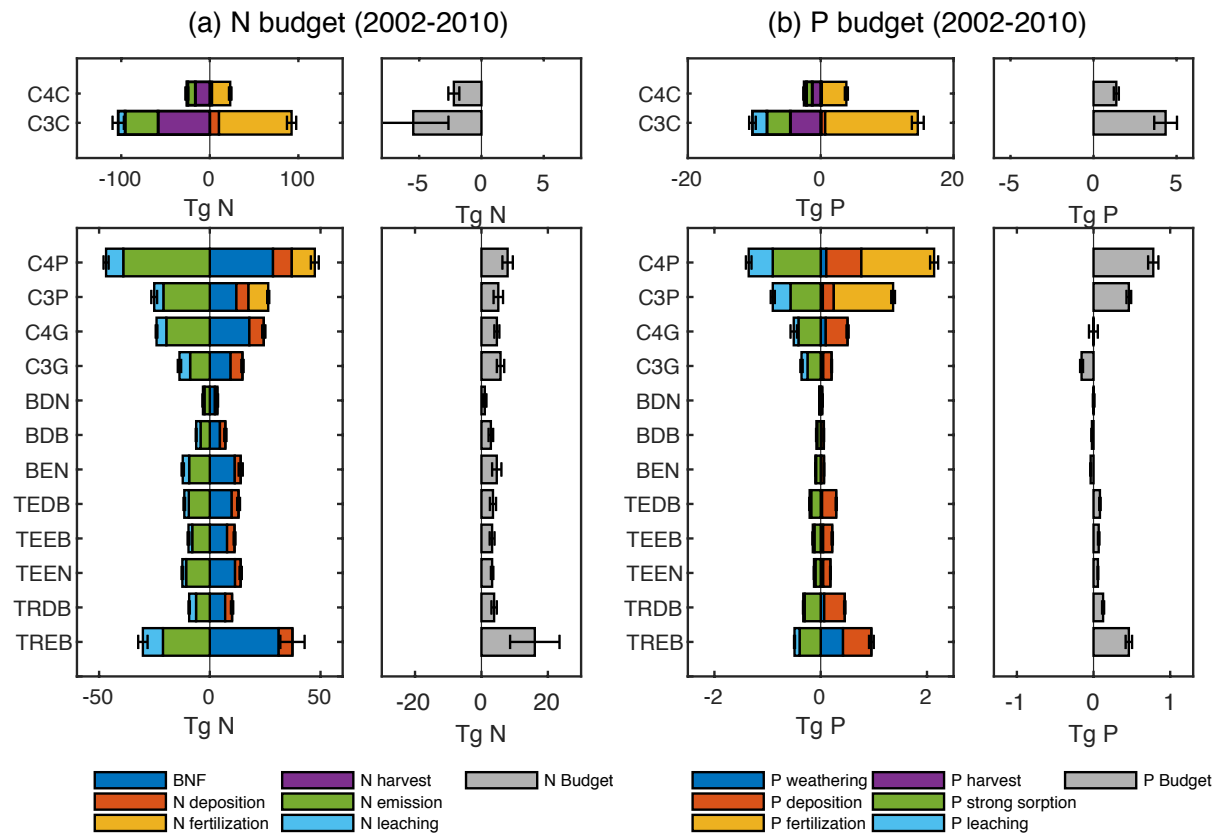 (a) N budget (2002-2010)
(b) P budget (2002-2010)
C4C
C3C
-100 0 100
Tg N
-5 0 5
Tg N
-20 0 20
Tg P
-5 0 5
Tg P
C4P
C3P
C4G
C3G
BDN
BDB
BEN
TEDB
TEEB
TEEN
TRDB
TREB
-50 0 50
Tg N
-20 0 20
Tg N
C4P
C3P
C4G
C3G
BDN
BDB
BEN
TEDB
TEEB
TEEN
TRDB
TREB
-2 0 2
Tg P
-1 0 1
Tg P
C4C
C3C
BNF N harvest N Budget
N deposition N emission
N fertilization N leaching
P weathering P harvest P Budget
P deposition P strong sorption
P fertilization P leaching